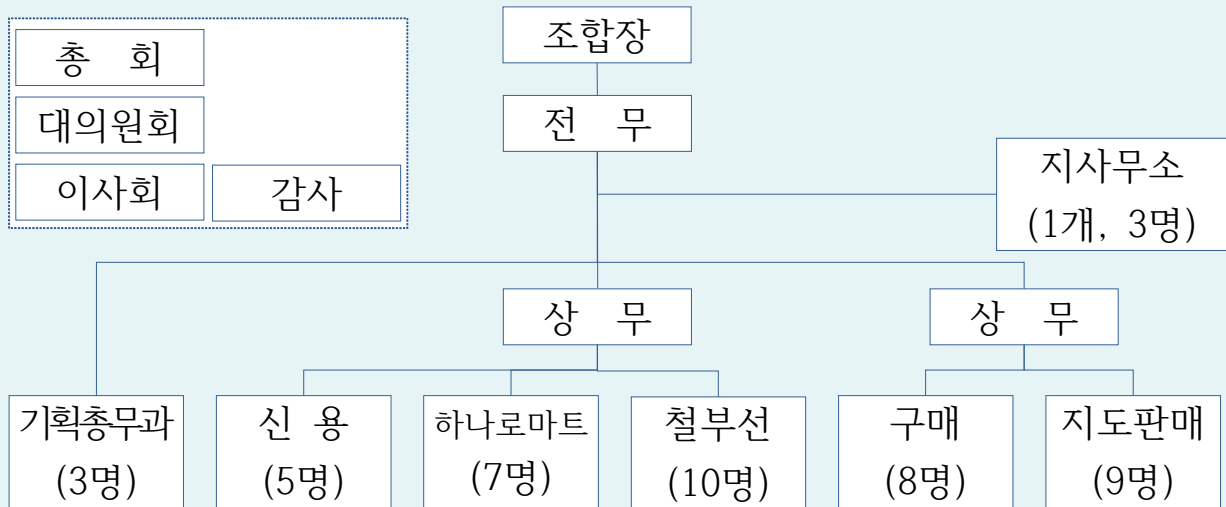 총 회
대의원회
이사회
감사
조합장
전 무
지사무소
(1개, 3명)
상 무
상 무
기획총무과
(3명)
신 용
(5명)
하나로마트
(7명)
철부선
(10명)
구매
(8명)
지도판매
(9명)